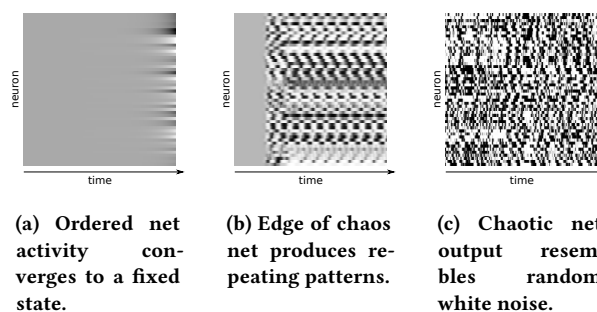 neuron
time
neuron
time
neuron
time
(a) Ordered net
activity con-
verges to a fixed
state.
(b) Edge of chaos
net produces re-
peating patterns.
(c) Chaotic net
output resem
bles random
white noise.